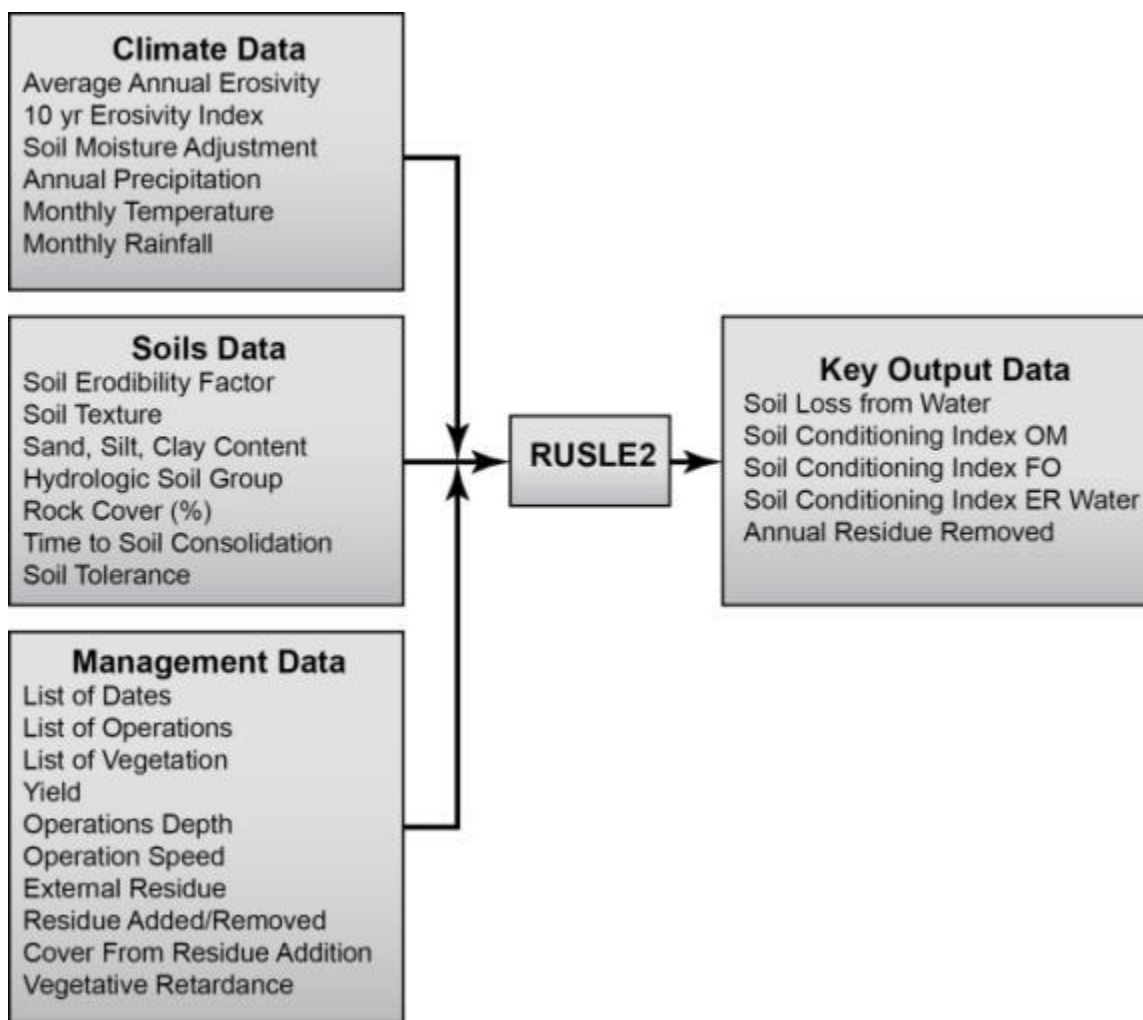 Climate Data
Average Annual Erosivity
10 yr Erosivity Index
Soil Moisture Adjustment
Annual Precipitation
Monthly Temperature
Monthly Rainfall
Soils Data
Soil Erodibility Factor
Soil Texture
Sand, Silt, Clay Content
Hydrologic Soil Group
Rock Cover (%)
Time to Soil Consolidation
Soil Tolerance
Management Data
List of Dates
List of Operations
List of Vegetation
Yield
Operations Depth
Operation Speed
External Residue
Residue Added/Removed
Cover From Residue Addition
Vegetative Retardance
RUSLE2
Key Output Data
Soil Loss from Water
Soil Conditioning Index OM
Soil Conditioning Index FO
Soil Conditioning Index ER Water
Annual Residue Removed